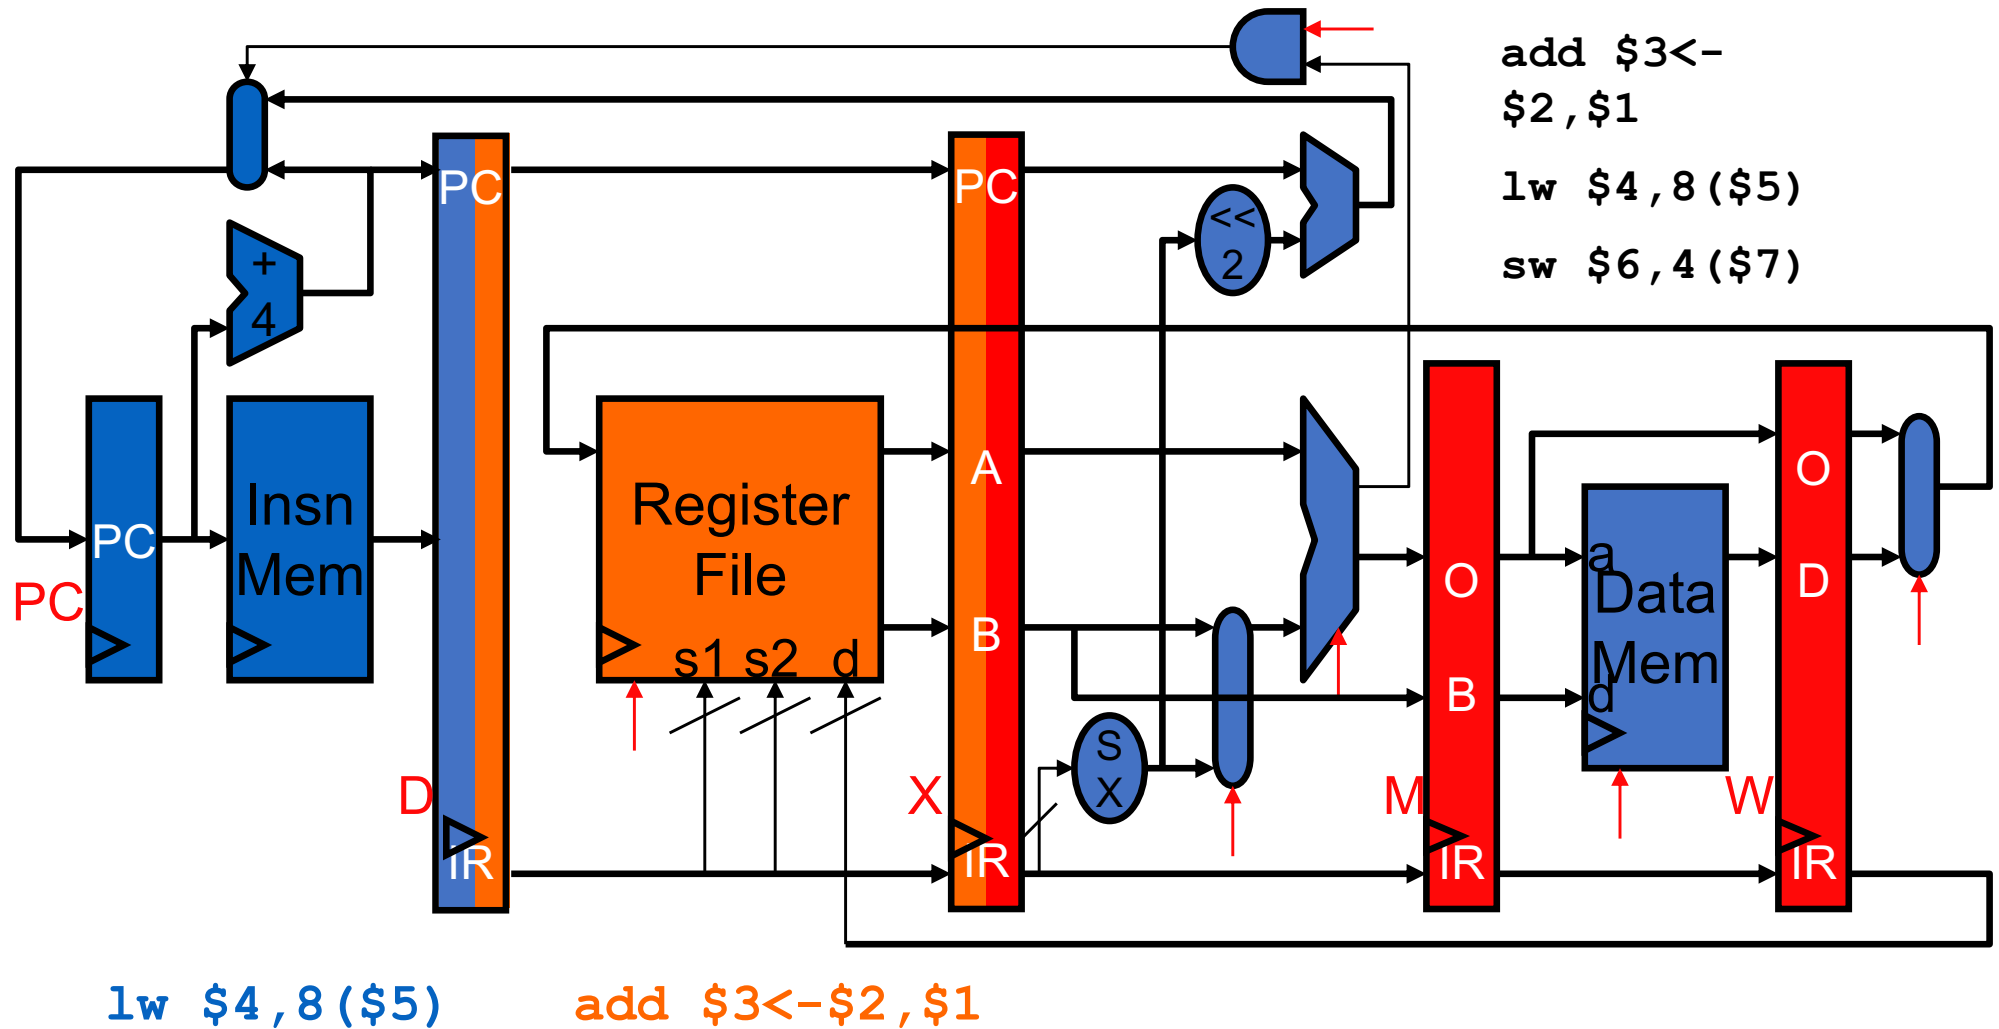 add $3<-
$2,$1
lw $4,8($5)
sw $6,4($7)
PC
PC
<<
2
+
4
PC
PC
Insn
Mem
Register
File
s1 s2 d
A
B
S
X
O
B
a
Data
Mem
d
O
D
D
X
M
W
IR
IR
IR
IR
lw $4,8($5)
add $3<-$2,$1